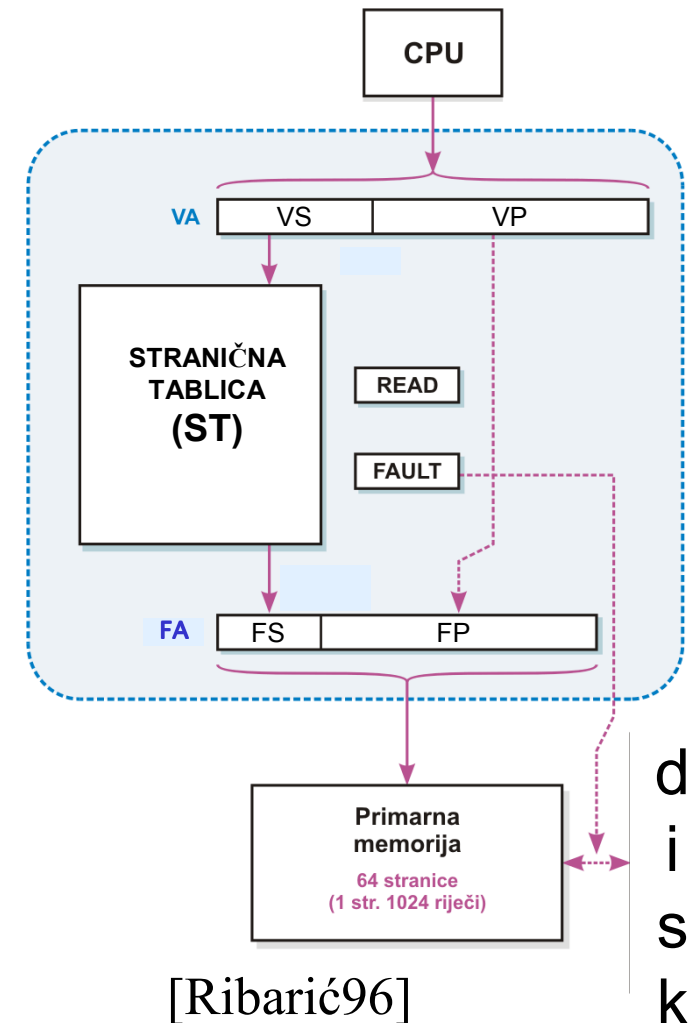 CPU
VA
VS
VP
STRANIČNA
TABLICA
(ST)
READ
FAULT
FA
FS
FP
Primarna
memorija
64 stranice
(1 str. 1024 riječi)
d
i
s
k
[Ribarić96]